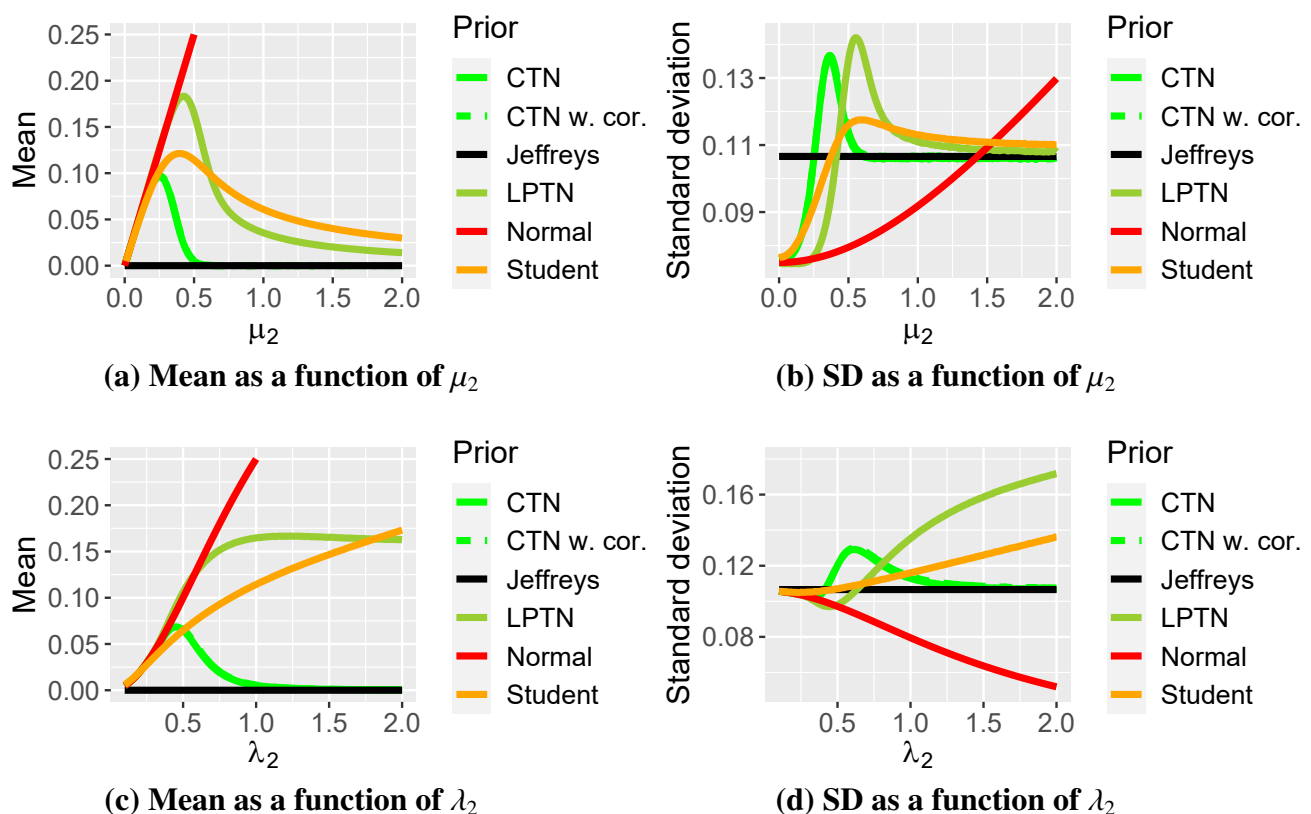 Mean
0.25
0.20
0.15
0.10
0.05
0.00
0.0 0.5 1.0 1.5 2.0
μ2
Prior
CTN
CTN w. cor.
Jeffreys
LPTN
Normal
Student
(a) Mean as a function of μ2
Standard deviation
0.13
0.11
0.09
0.0 0.5 1.0 1.5 2.0
μ2
Prior
CTN
CTN w. cor.
Jeffreys
LPTN
Normal
Student
(b) SD as a function of μ2
Mean
0.25
0.20
0.15
0.10
0.05
0.00
0.5 1.0 1.5 2.0
λ2
Prior
CTN
CTN w. cor.
Jeffreys
LPTN
Normal
Student
(c) Mean as a function of λ2
Standard deviation
0.16
0.12
0.08
0.5 1.0 1.5 2.0
λ2
Prior
CTN
CTN w. cor.
Jeffreys
LPTN
Normal
Student
(d) SD as a function of λ2